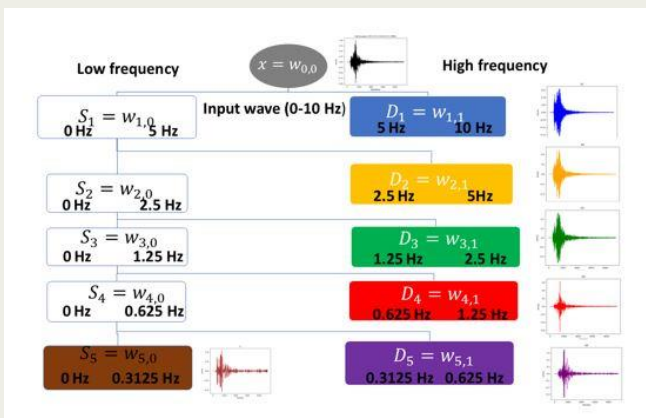 x = w₀,₀
Low frequency
High frequency
Input wave (0-10 Hz)
S₁ = w₁,₀
0 Hz 5 Hz
D₁ = w₁,₁
5 Hz 10 Hz
S₂ = w₂,₀
0 Hz 2.5 Hz
D₂ = w₂,₁
2.5 Hz 5Hz
S₃ = w₃,₀
0 Hz 1.25 Hz
D₃ = w₃,₁
1.25 Hz 2.5 Hz
S₄ = w₄,₀
0 Hz 0.625 Hz
D₄ = w₄,₁
0.625 Hz 1.25 Hz
S₅ = w₅,₀
0 Hz 0.3125 Hz
D₅ = w₅,₁
0.3125 Hz 0.625 Hz